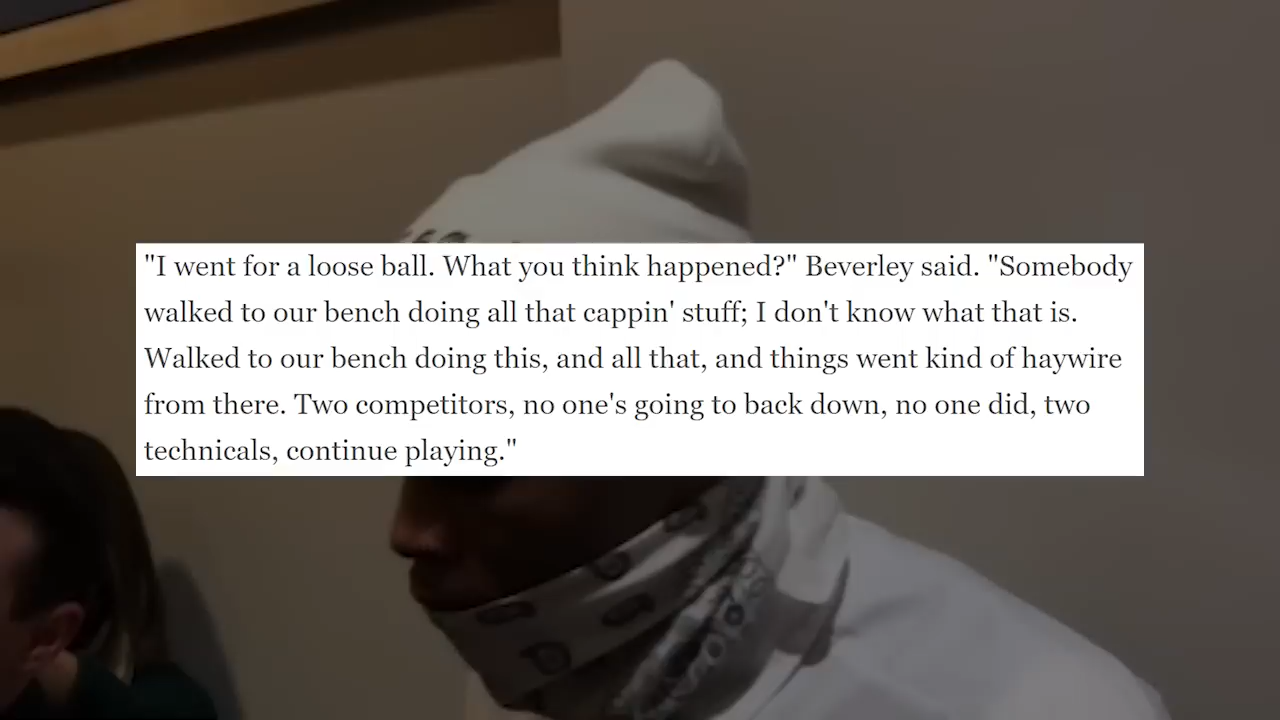 "I went for a loose ball. What you think happened?" Beverley said. "Somebody
walked to our bench doing all that cappin' stuff; I don't know what that is.
Walked to our bench doing this, and all that, and things went kind of haywire
from there. Two competitors, no one's going to back down, no one did, two
technicals, continue playing."